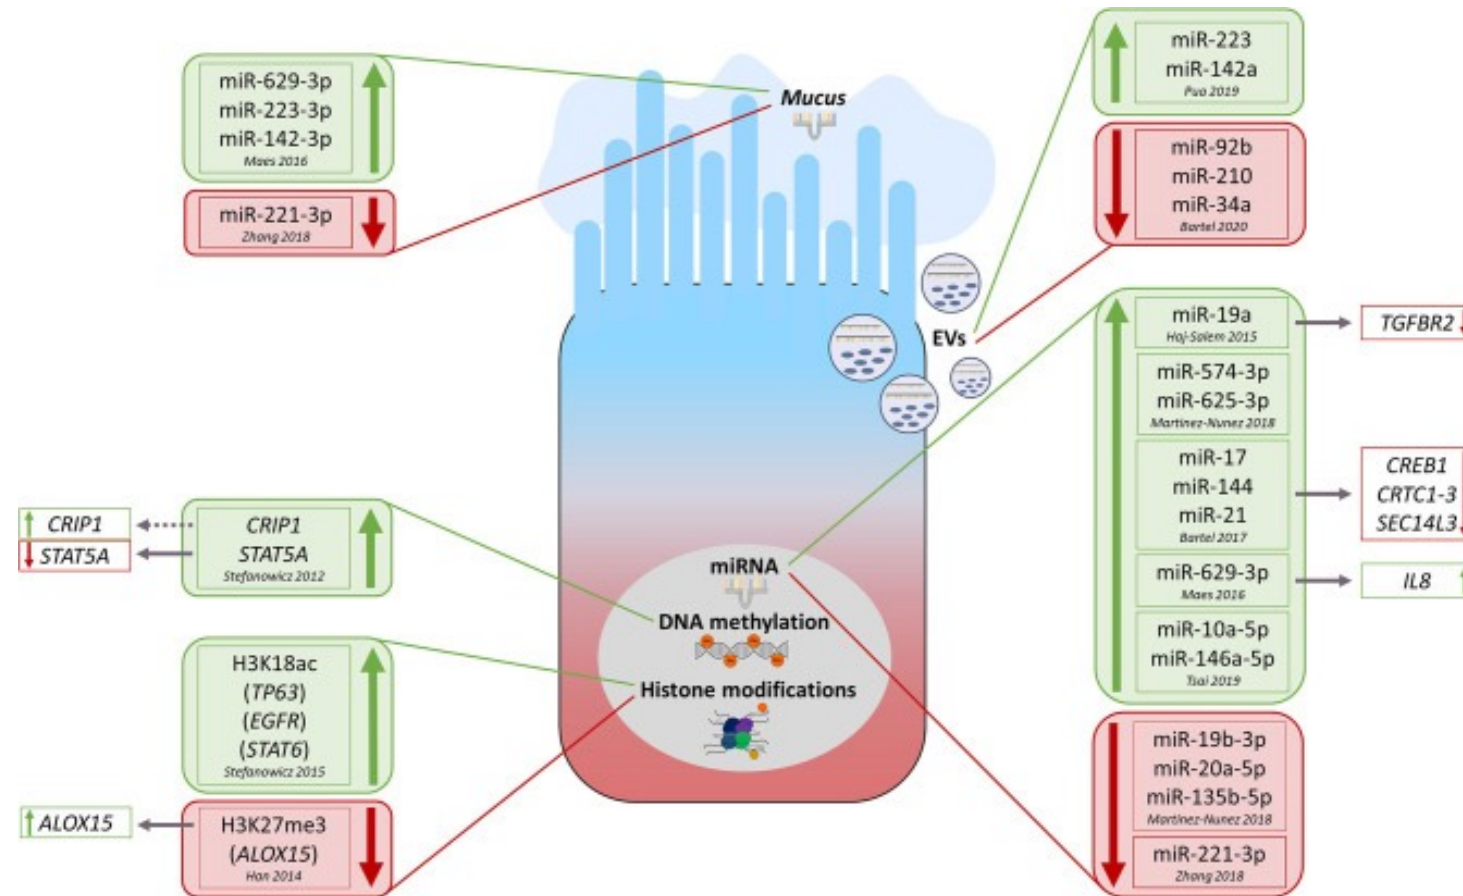 miR-629-3p
miR-223-3p
miR-142-3p
Maes 2016
miR-221-3p
Zhang 2018
Mucus
miR-223
miR-142a
Pua 2019
miR-92b
miR-210
miR-34a
Bartel 2020
EVs
miR-19a
Haj-Salem 2015
TGFBR2
miR-574-3p
miR-625-3p
Martinez-Nunez 2018
miR-17
miR-144
miR-21
Bartel 2017
CREB1
CRTC1-3
SEC14L3
miR-629-3p
Maes 2016
IL8
miR-10a-5p
miR-146a-5p
Tsai 2019
miR-19b-3p
miR-20a-5p
miR-135b-5p
Martinez-Nunez 2018
miR-221-3p
Zhang 2018
CRIP1
STAT5A
CRIP1
STAT5A
Stefanowicz 2012
H3K18ac
(TP63)
(EGFR)
(STAT6)
Stefanowicz 2015
ALOX15
H3K27me3
(ALOX15)
Han 2014
miRNA
DNA methylation
Histone modifications